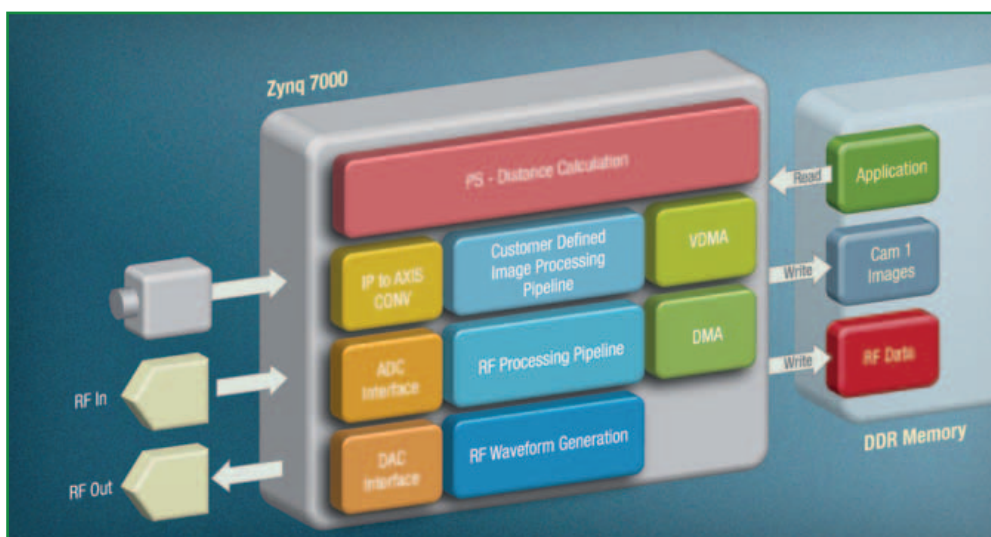 Zynq 7000
PS - Distance Calculation
IP to AXIS
CONV
Customer Defined
Image Processing
Pipeline
VDMA
ADC
Interface
RF Processing Pipeline
DMA
DAC
Interface
RF Waveform Generation
RF In
RF Out
Read
Write
Write
Application
Cam 1
Images
RF Data
DDR Memory